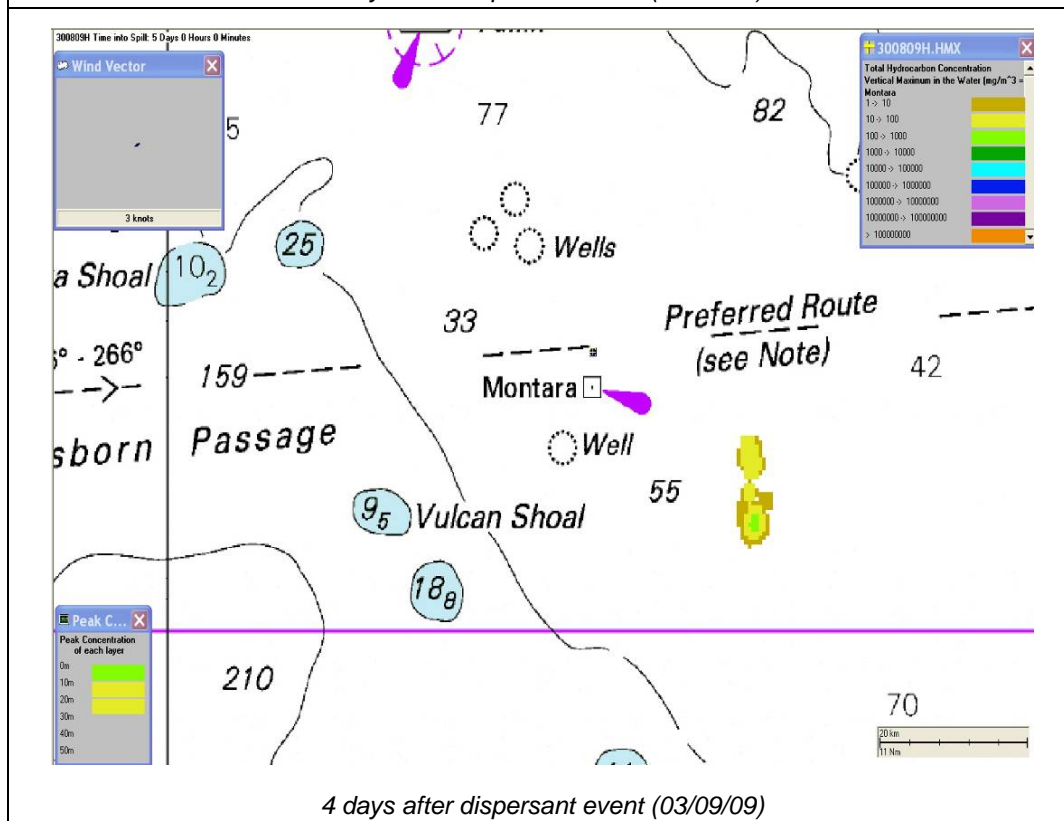 300809H Time into Spill: 5 Days 0 Hours 0 Minutes
Wind Vector
3 knots
300809H.HMX
Total Hydrocarbon Concentration
Vertical Maximum in the Water (mg/m^3 =
Montara
1 -> 10
10 -> 100
100 -> 1000
1000 -> 10000
10000 -> 100000
100000 -> 1000000
1000000 -> 10000000
10000000 -> 100000000
> 100000000
5
77
82
25
10₂
a Shoal
Wells
33
Preferred Route
(see Note)
° - 266°
159
42
Montara
sborn Passage
Well
55
9₅
Vulcan Shoal
18₈
Peak C...
Peak Concentration
of each layer
0m
10m
20m
30m
40m
50m
210
70
20 km
11 Nm
4 days after dispersant event (03/09/09)